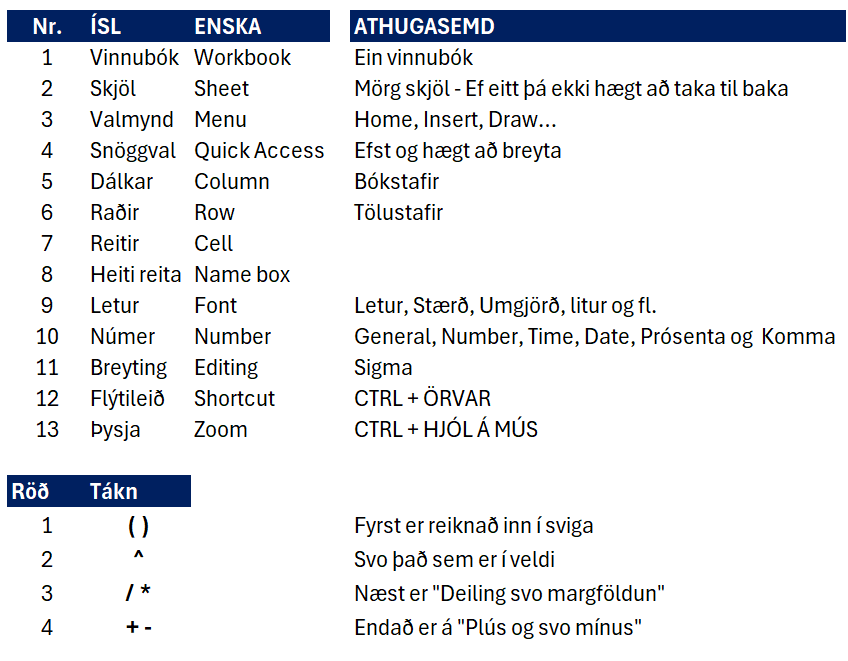 Nr. ÍSL ENSKA ATHUGASEMD
1 Vinnubók Workbook Ein vinnubók
2 Skjöl Sheet Mörg skjöl - Ef eitt þá ekki hægt að taka til baka
3 Valmynd Menu Home, Insert, Draw...
4 Snöggval Quick Access Efst og hægt að breyta
5 Dálkar Column Bókstafir
6 Raðir Row Tölustafir
7 Reitir Cell
8 Heiti reita Name box
9 Letur Font Letur, Stærð, Umgjörð, litur og fl.
10 Númer Number General, Number, Time, Date, Prósenta og Komma
11 Breyting Editing Sigma
12 Flýtileið Shortcut CTRL + ÖRVAR
13 Þysja Zoom CTRL + HJÓL Á MÚS
Röð Tákn
1 ( ) Fyrst er reiknað inn í sviga
2 ^ Svo það sem er í veldi
3 / * Næst er "Deiling svo margföldun"
4 + - Endað er á "Plús og svo mínus"